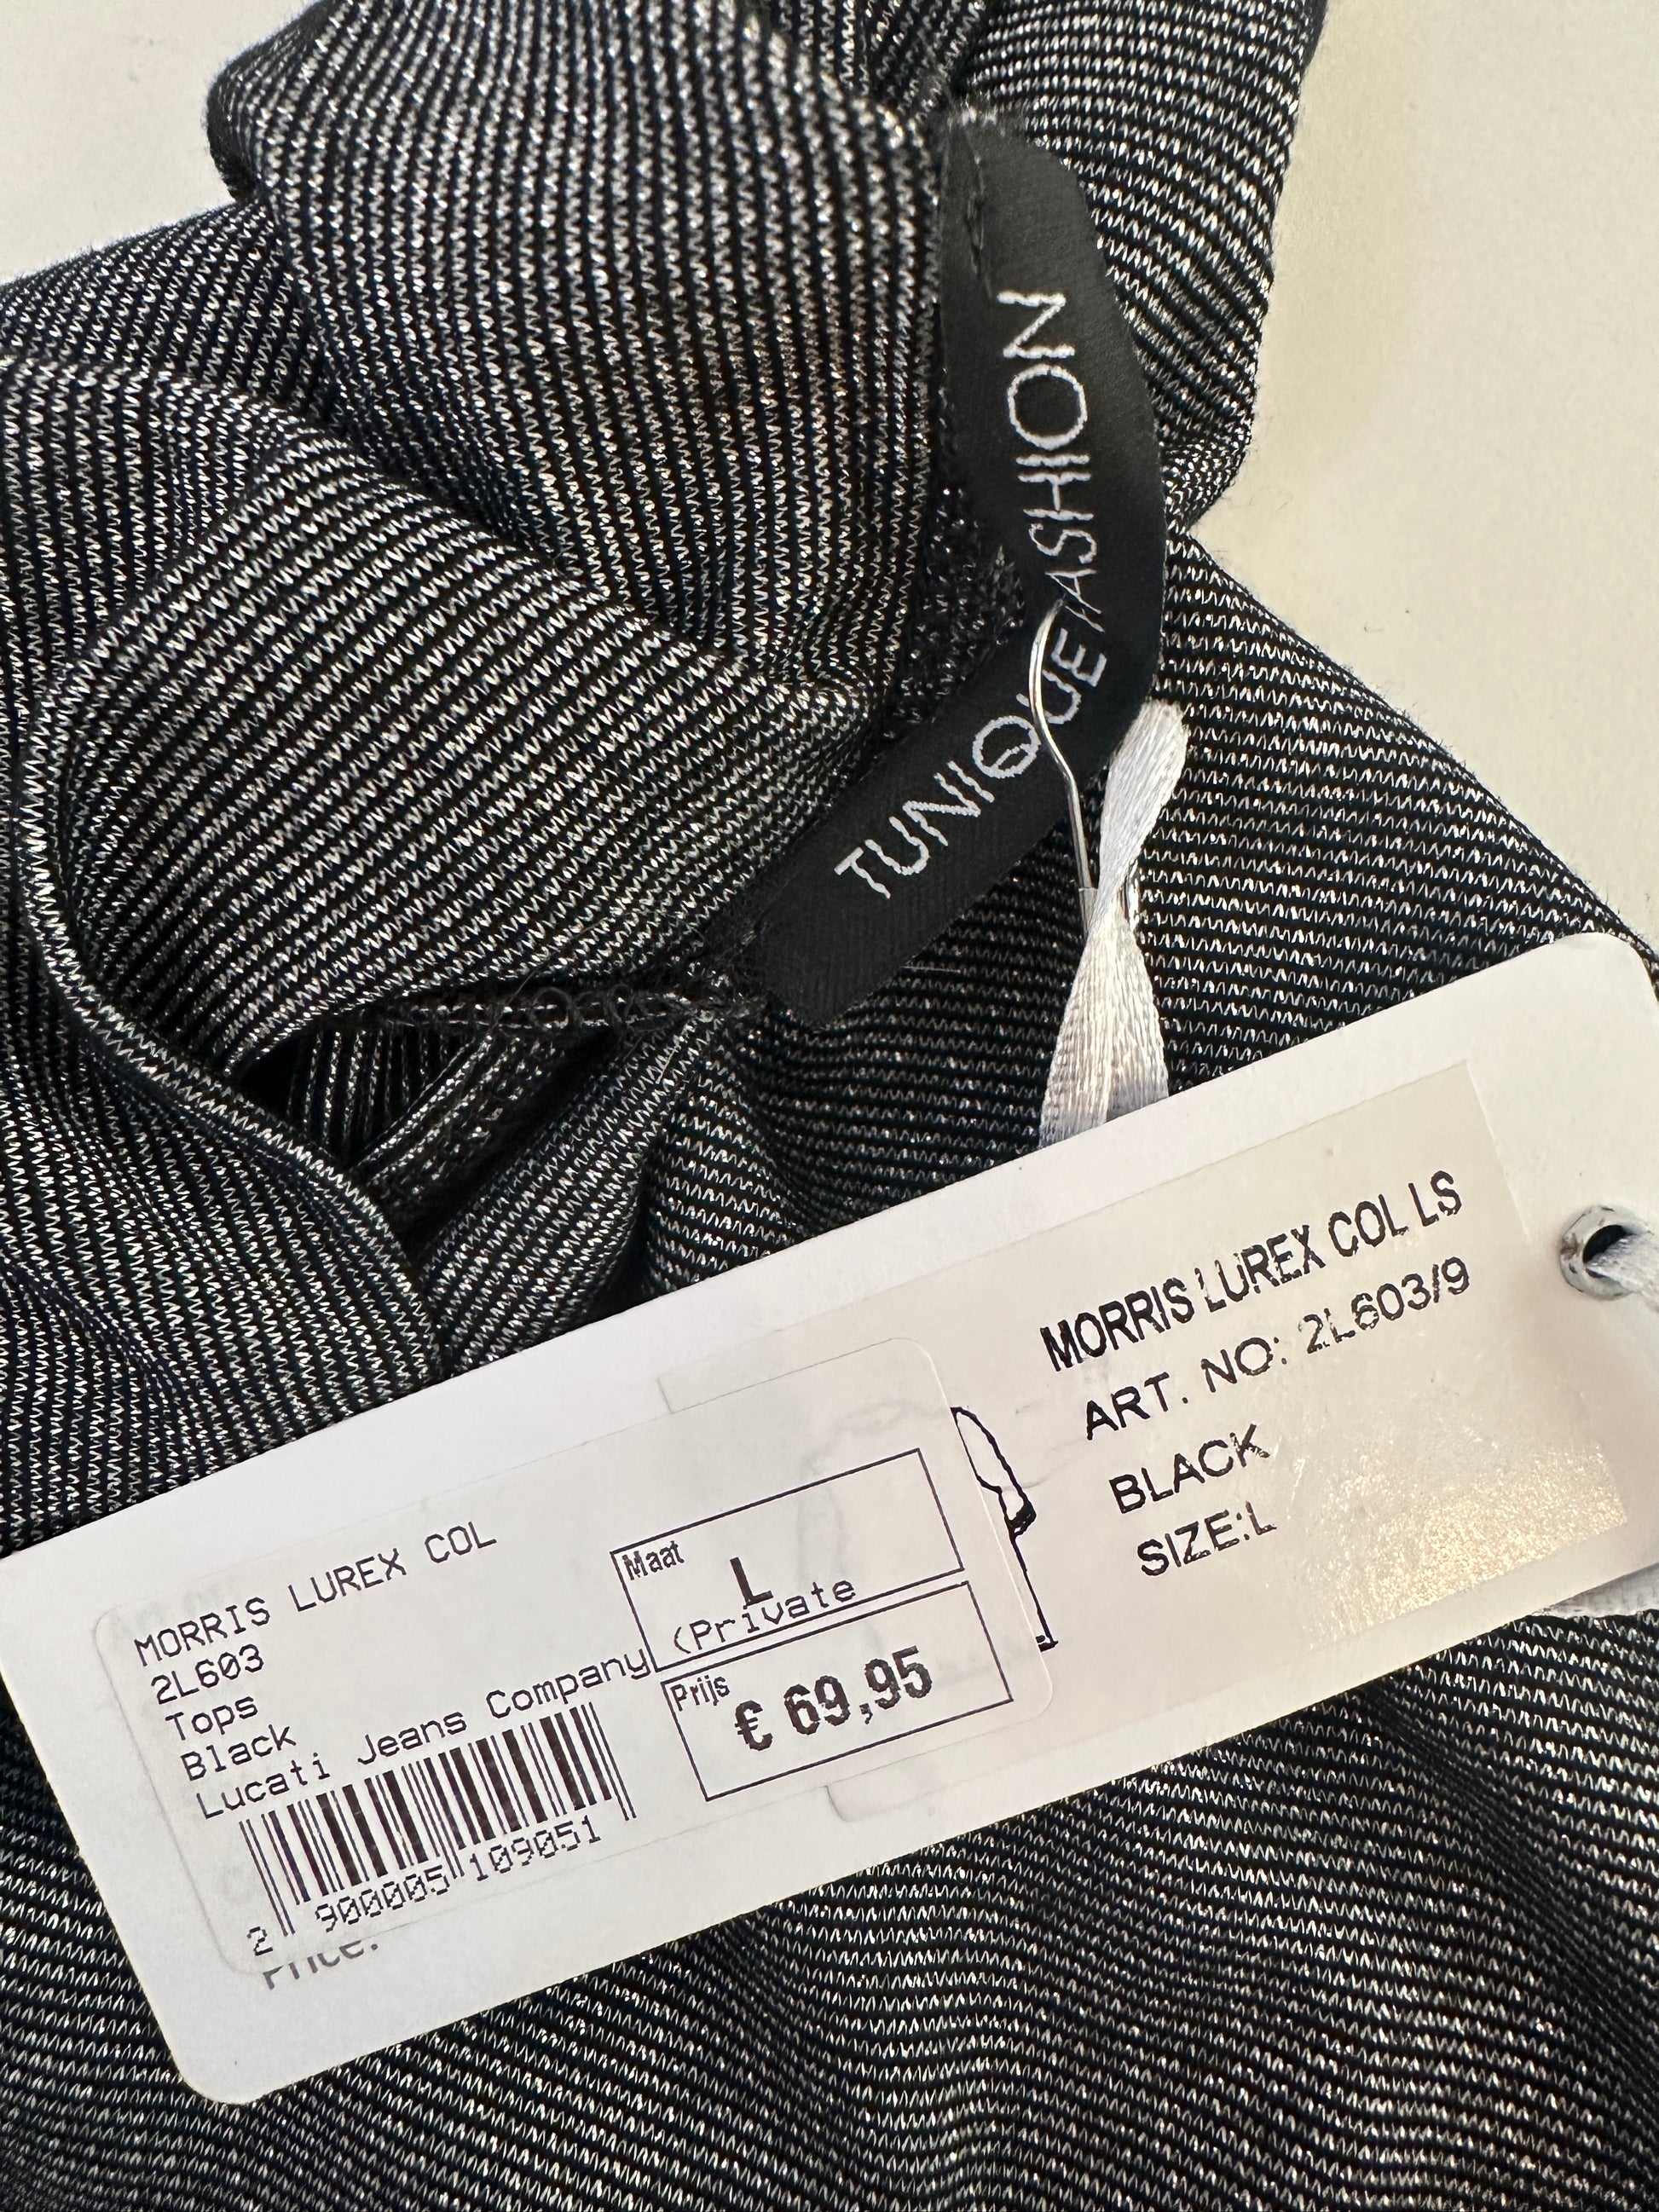 TUNIQUE FASHION
MORRIS LUREX COL LS
ART. NO: 2L603/9
BLACK
SIZE:L
MORRIS LUREX COL
2L603
Tops
Black
Lucati Jeans Company
Maat
L
(Private
Prijs
€ 69,95
2 900005 109051
Price: